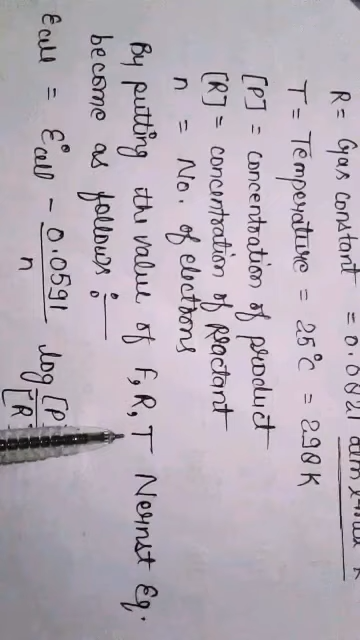 R = Gas constant = 0.0821
T = Temperature = 25°C = 298K
[P] = concentration of product
[R] = concentration of reactant
n = No. of electrons
By putting the value of F, R, T Nernst Eq.
become as follows :-
Ecell = E°cell - 0.0591/n log [P]/[R]